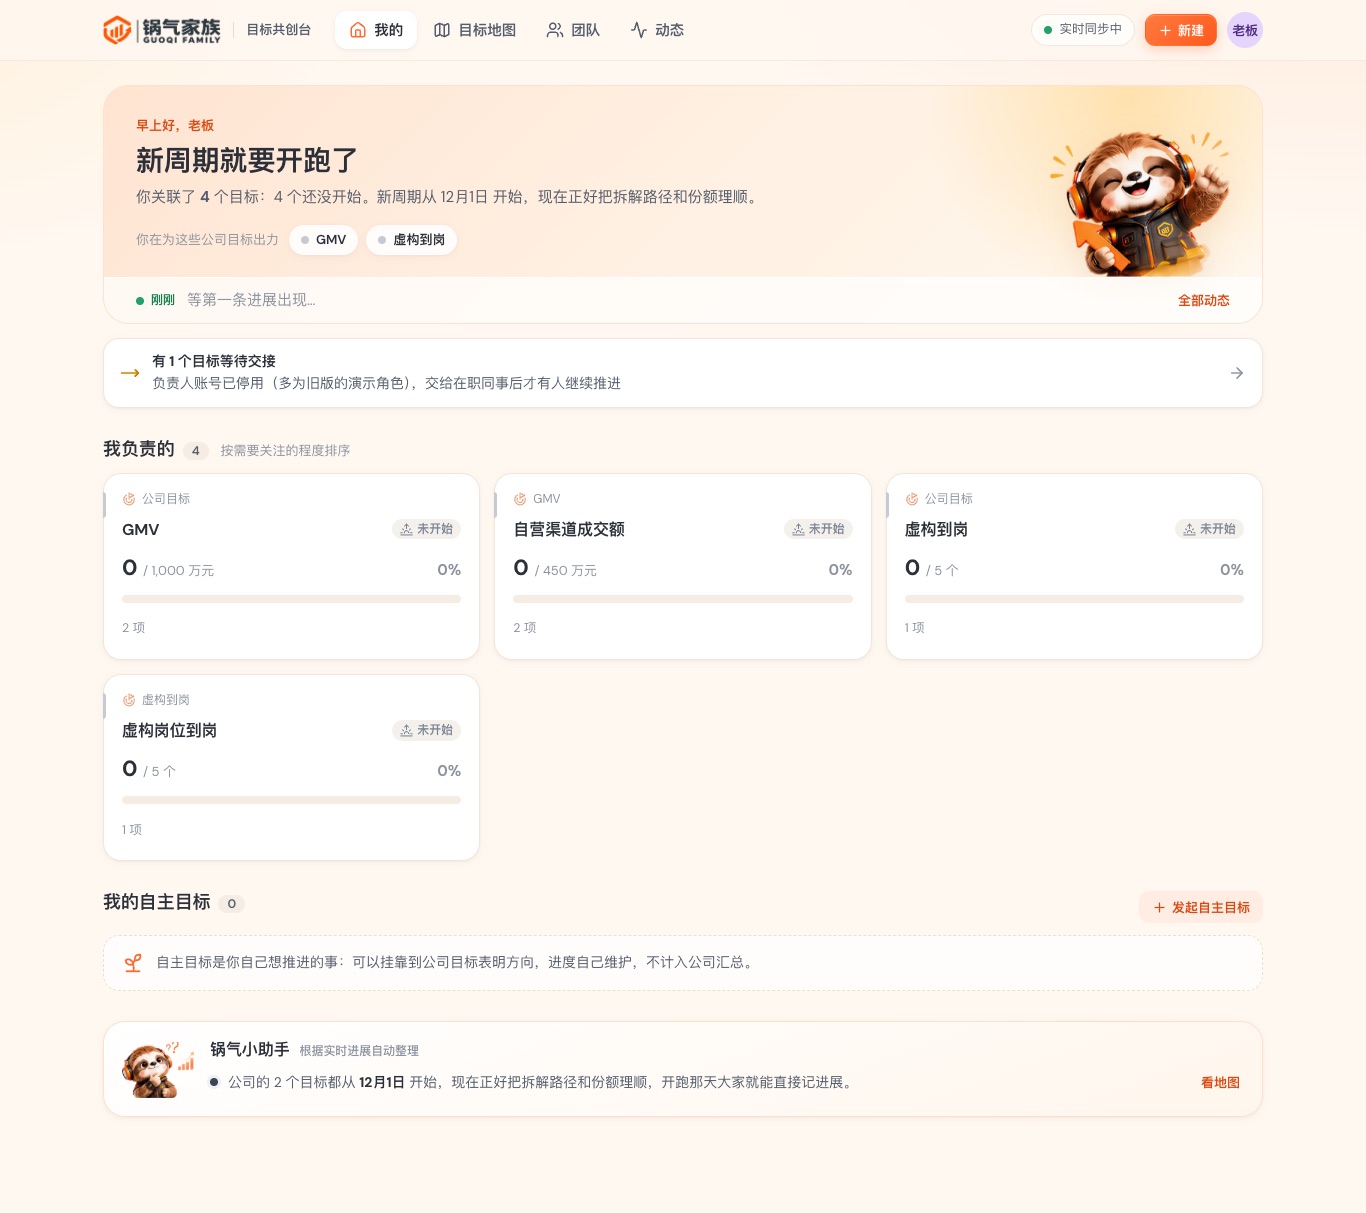 锅气家族
GUOQI FAMILY
目标共创台
我的
目标地图
团队
动态
实时同步中
+ 新建
老板
早上好，老板
新周期就要开跑了
你关联了 4 个目标：4 个还没开始。新周期从 12月1日 开始，现在正好把拆解路径和份额理顺。
你在为这些公司目标出力
GMV
虚构到岗
刚刚 等第一条进展出现...
全部动态
有 1 个目标等待交接
负责人账号已停用（多为旧版的演示角色），交给在职同事后才有人继续推进
我负责的 4 按需要关注的程度排序
公司目标
GMV
未开始
0 / 1,000 万元
0%
2 项
GMV
自营渠道成交额
未开始
0 / 450 万元
0%
2 项
公司目标
虚构到岗
未开始
0 / 5 个
0%
1 项
虚构到岗
虚构岗位到岗
未开始
0 / 5 个
0%
1 项
我的自主目标 0
+ 发起自主目标
自主目标是你自己想推进的事：可以挂靠到公司目标表明方向，进度自己维护，不计入公司汇总。
锅气小助手 根据实时进展自动整理
公司的 2 个目标都从 12月1日 开始，现在正好把拆解路径和份额理顺，开跑那天大家就能直接记进展。
看地图